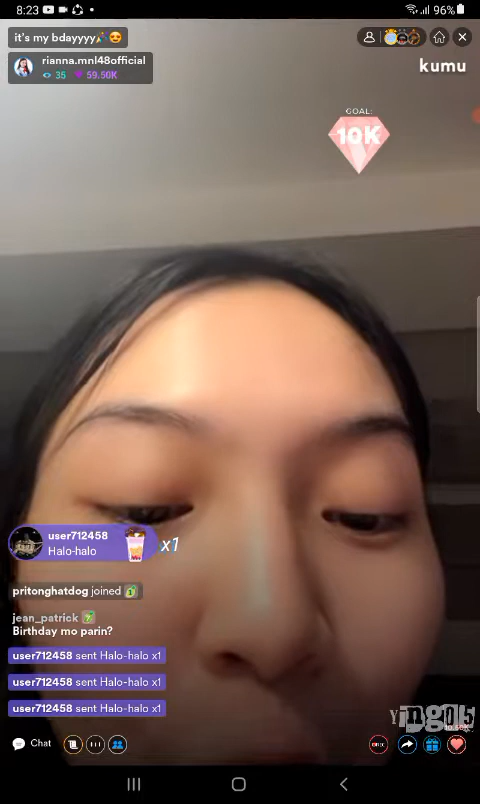 8:23
96%
it's my bdayyyy🎉😍
rianna.mnl48official
35 59.50K
kumu
GOAL:
10K
user712458
Halo-halo
x1
pritonghatdog joined
jean_patrick
Birthday mo parin?
user712458 sent Halo-halo x1
user712458 sent Halo-halo x1
user712458 sent Halo-halo x1
Chat